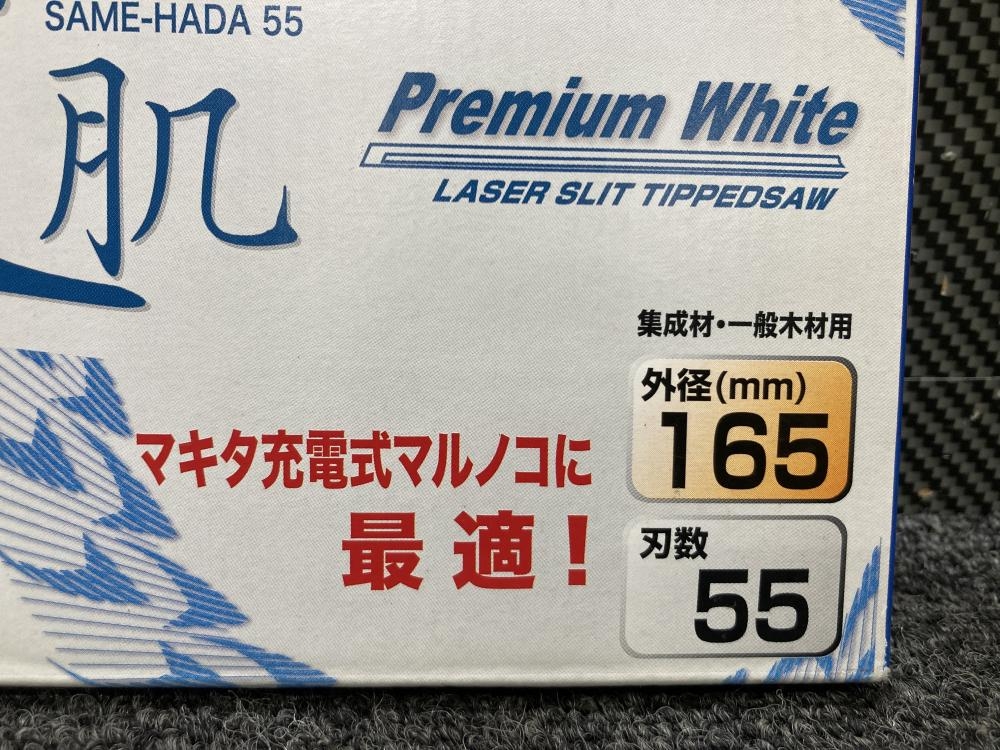 SAME-HADA 55
肌
Premium White
LASER SLIT TIPPEDSAW
集成材・一般木材用
外径(mm)
165
マキタ充電式マルノコに
最適！
刃数
55